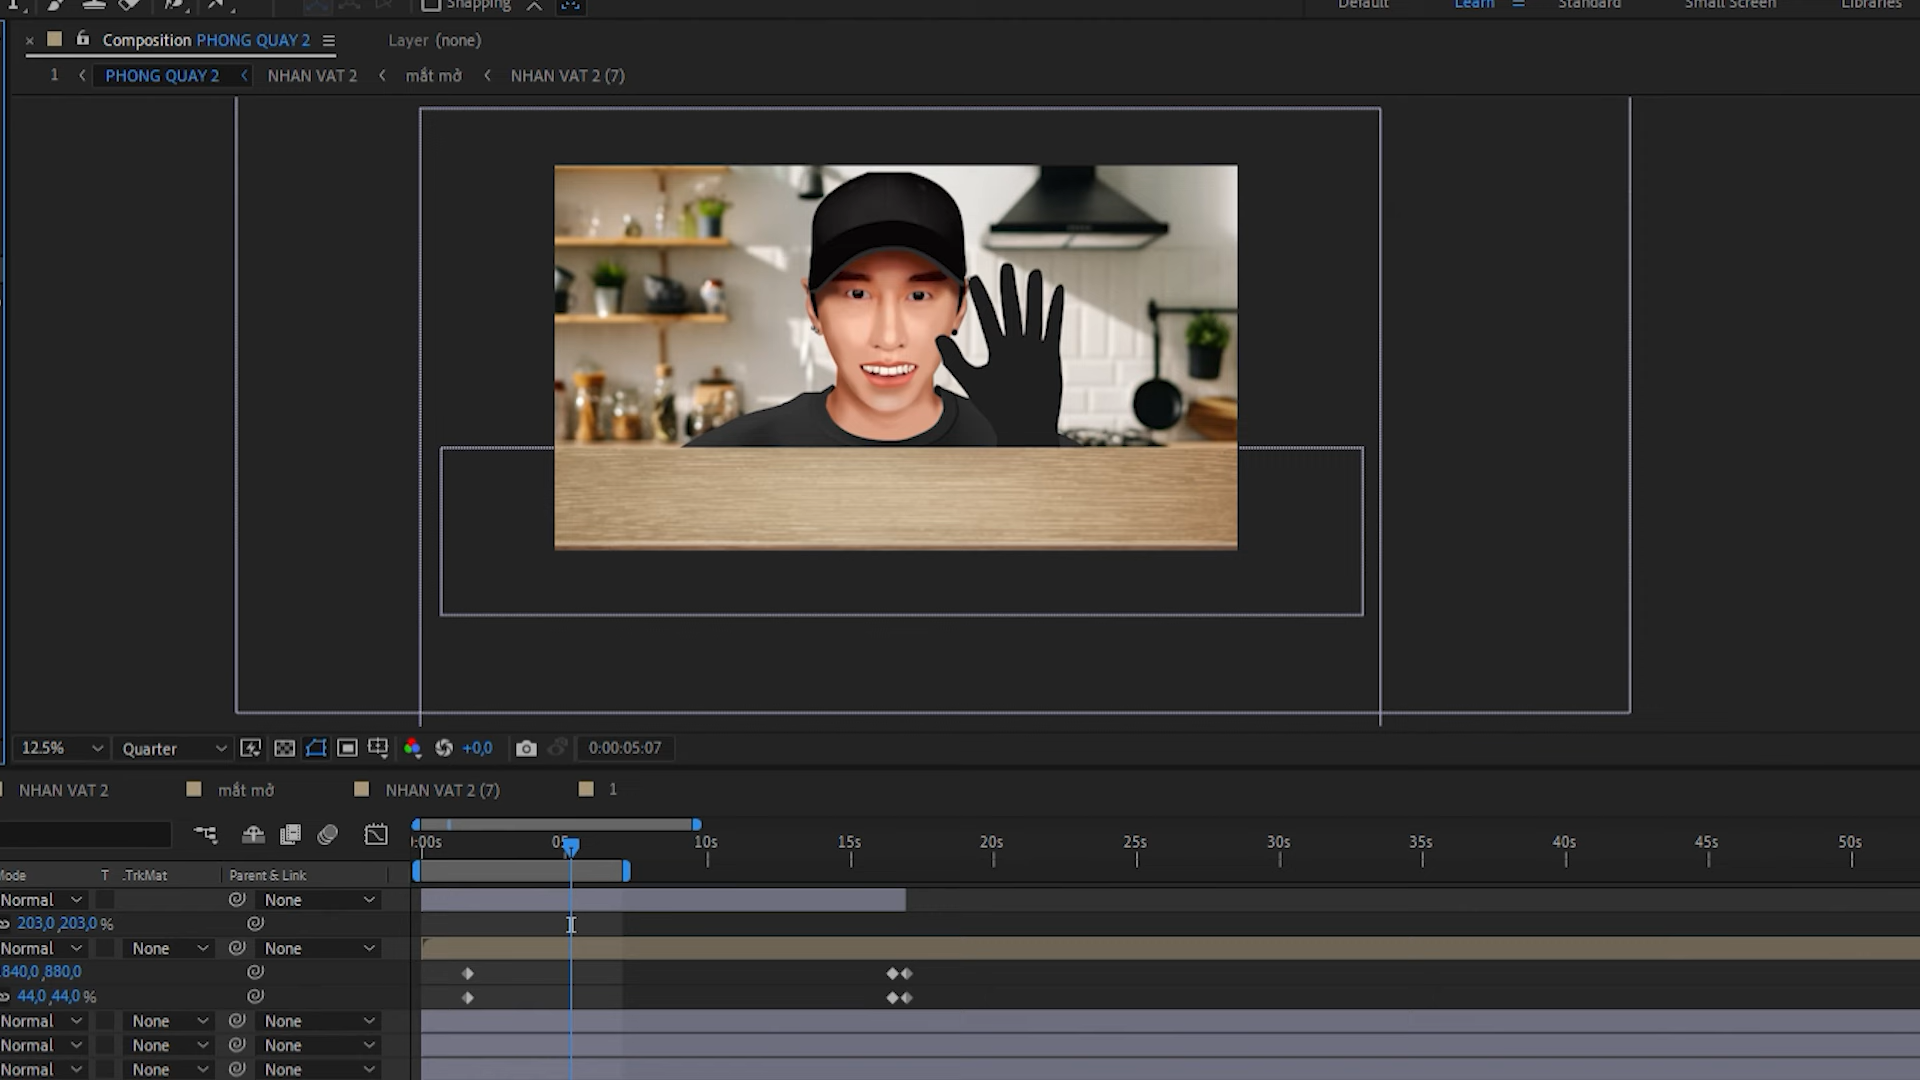 Snapping
Default Learn Standard Small Screen Libraries
Composition PHONG QUAY 2 Layer (none)
1 PHONG QUAY 2 NHAN VAT 2 mắt mở NHAN VAT 2 (7)
12.5% Quarter +0,0 0:00:05:07
NHAN VAT 2 mắt mở NHAN VAT 2 (7) 1
:00s 05 10s 15s 20s 25s 30s 35s 40s 45s 50s
Mode T .TrkMat Parent & Link
Normal None
203,0,203,0 %
Normal None None
840,0,880,0
44,0,44,0 %
Normal None None
Normal None None
Normal None None